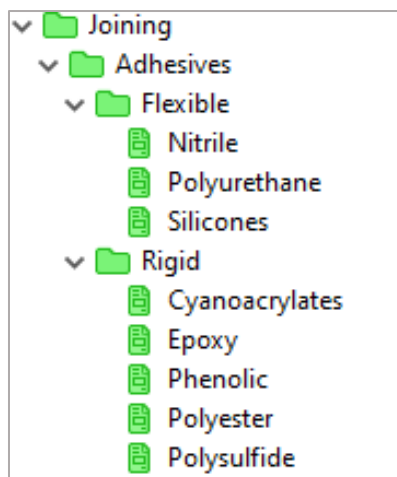 Joining
Adhesives
Flexible
Nitrile
Polyurethane
Silicones
Rigid
Cyanoacrylates
Epoxy
Phenolic
Polyester
Polysulfide